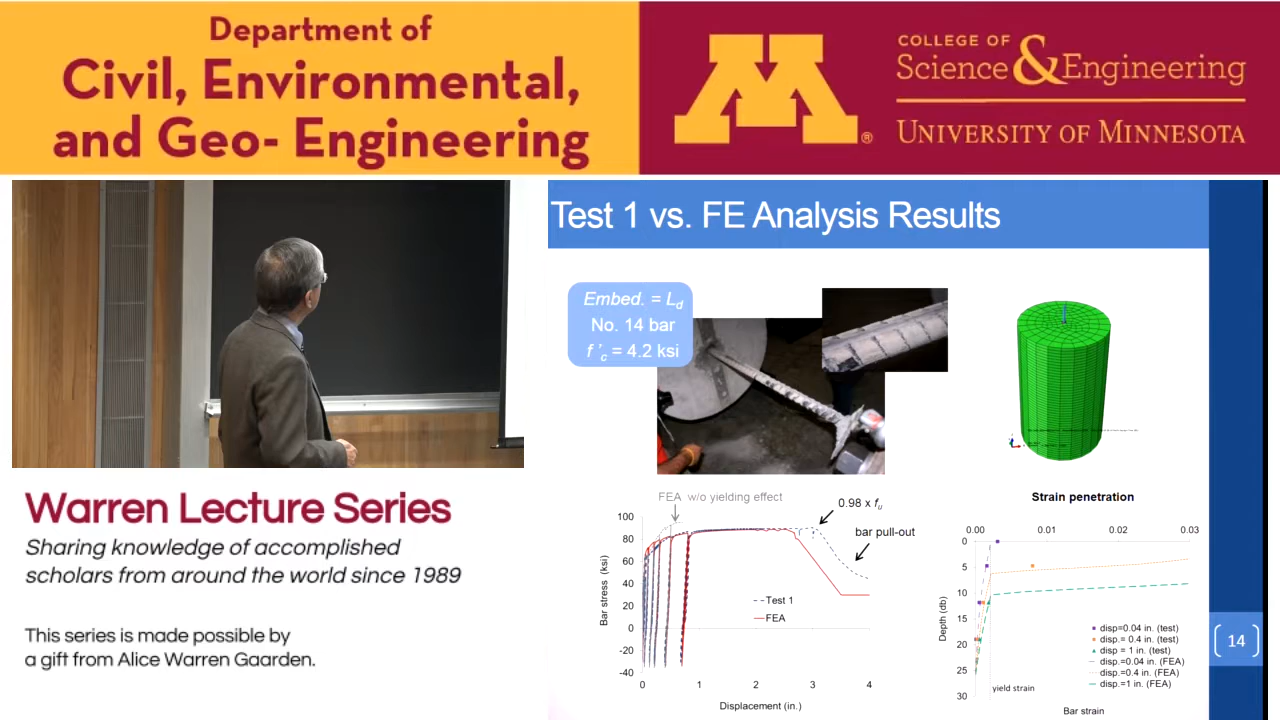 Department of
Civil, Environmental,
and Geo- Engineering
M®
COLLEGE OF
Science & Engineering
UNIVERSITY OF MINNESOTA
Test 1 vs. FE Analysis Results
Embed. = Ld
No. 14 bar
f 'c = 4.2 ksi
Warren Lecture Series
Sharing knowledge of accomplished
scholars from around the world since 1989
This series is made possible by
a gift from Alice Warren Gaarden.
FEA w/o yielding effect
0.98 x fu
bar pull-out
100
80
60
40
20
0
-20
-40
Bar stress (ksi)
Test 1
FEA
0 1 2 3 4
Displacement (in.)
Strain penetration
0.00 0.01 0.02 0.03
0
5
10
15
20
25
30
Depth (db)
disp=0.04 in. (test)
disp.= 0.4 in. (test)
disp = 1 in. (test)
disp.=0.04 in. (FEA)
disp.=0.4 in. (FEA)
disp.=1 in. (FEA)
yield strain
Bar strain
14